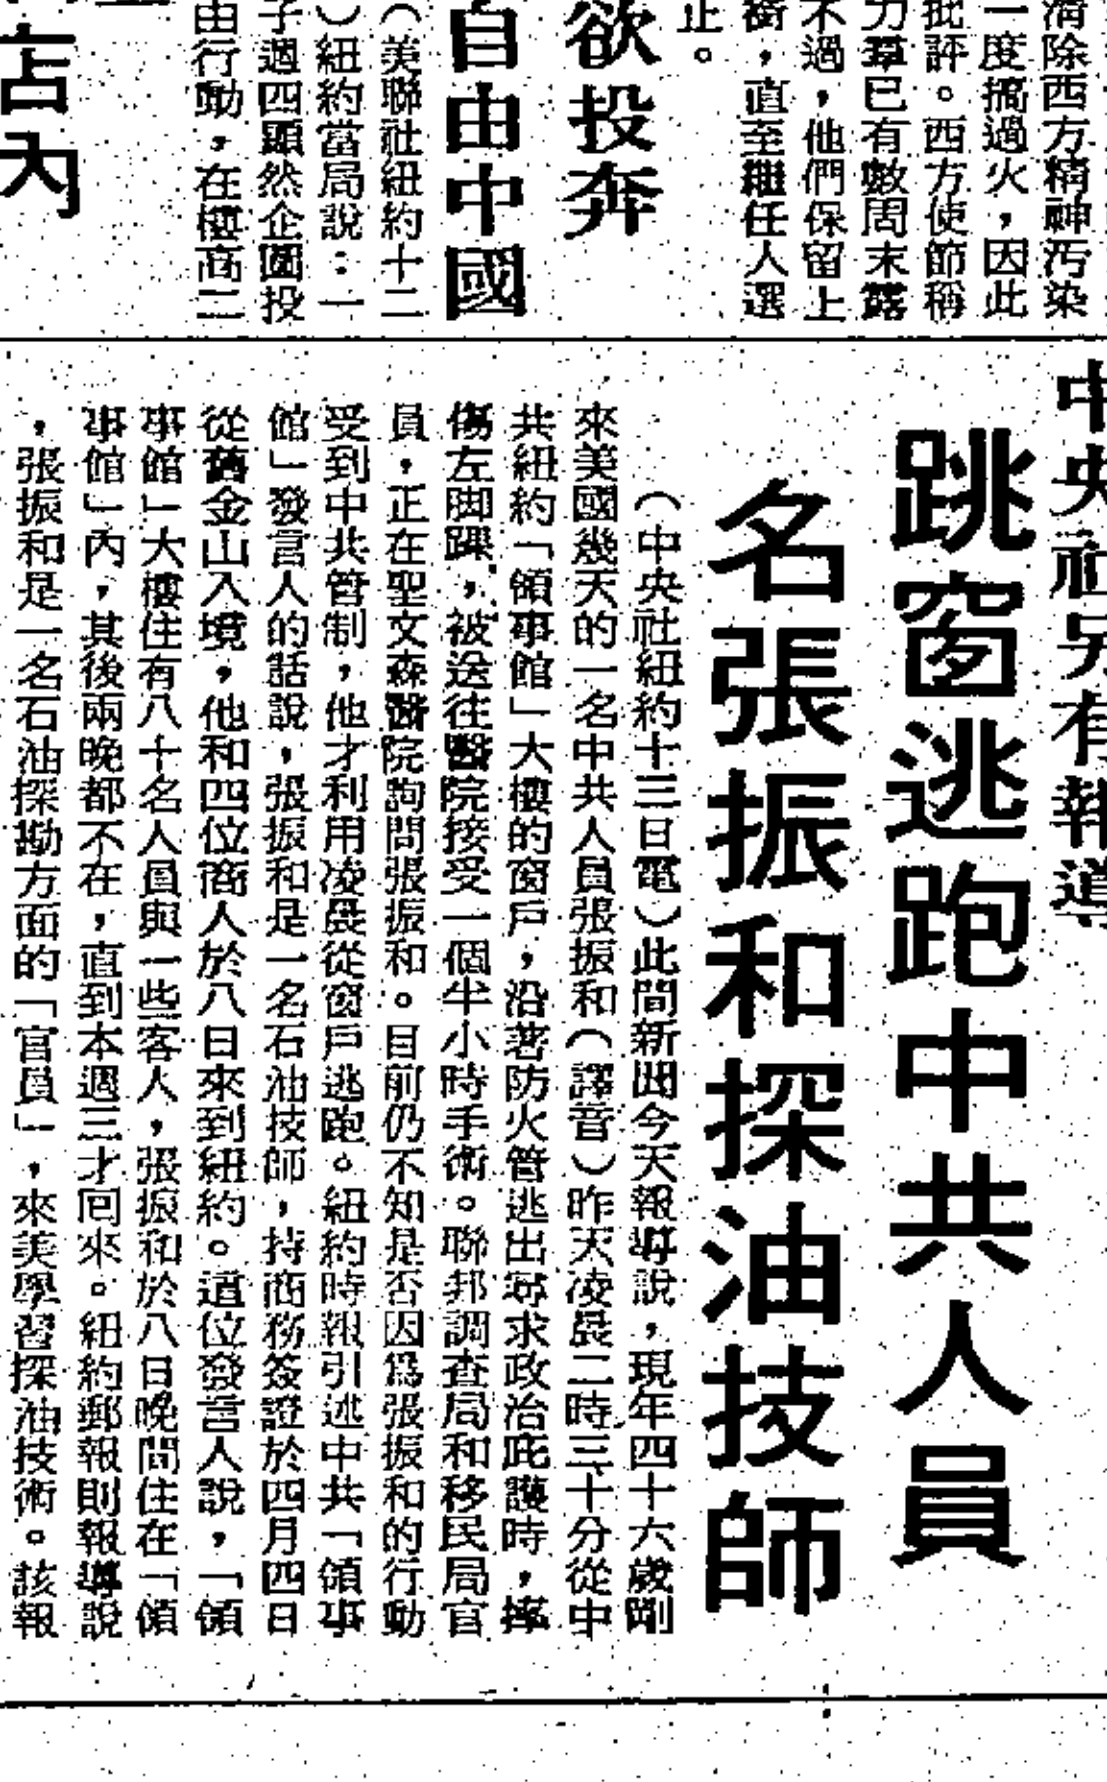 清除西方精神汚染
一度搞過火，因此
批評。西方使節稱
力羣已有數周末露
不過，他們保留上
銜，直至繼任人選
止。
欲投奔
自由中國
（美聯社紐約十二
）紐約當局說：一
子週四顯然企圖投
由行動，在樓高二
店內
中央社另有報導
跳窗逃跑中共人員
名張振和探油技師
（中央社紐約十三日電）此間新聞今天報導說，現年四十六歲剛
來美國幾天的一名中共人員張振和（譯音）昨天凌晨二時三十分從中
共紐約「領事館」大樓的窗戶，沿著防火管逃出尋求政治庇護時，摔
傷左脚踝，被送往醫院接受一個半小時手術。聯邦調查局和移民局官
員，正在聖文森醫院詢問張振和。目前仍不知是否因爲張振和的行動
受到中共管制，他才利用凌晨從窗戶逃跑。紐約時報引述中共「領事
館」發言人的話說，張振和是一名石油技師，持商務簽證於四月四日
從舊金山入境，他和四位商人於八日來到紐約。這位發言人說，「領
事館」大樓住有八十名人員與一些客人，張振和於八日晚間住在「領
事館」內，其後兩晚都不在，直到本週三才回來。紐約郵報則報導說
，張振和是一名石油探勘方面的「官員」，來美學習探油技術。該報